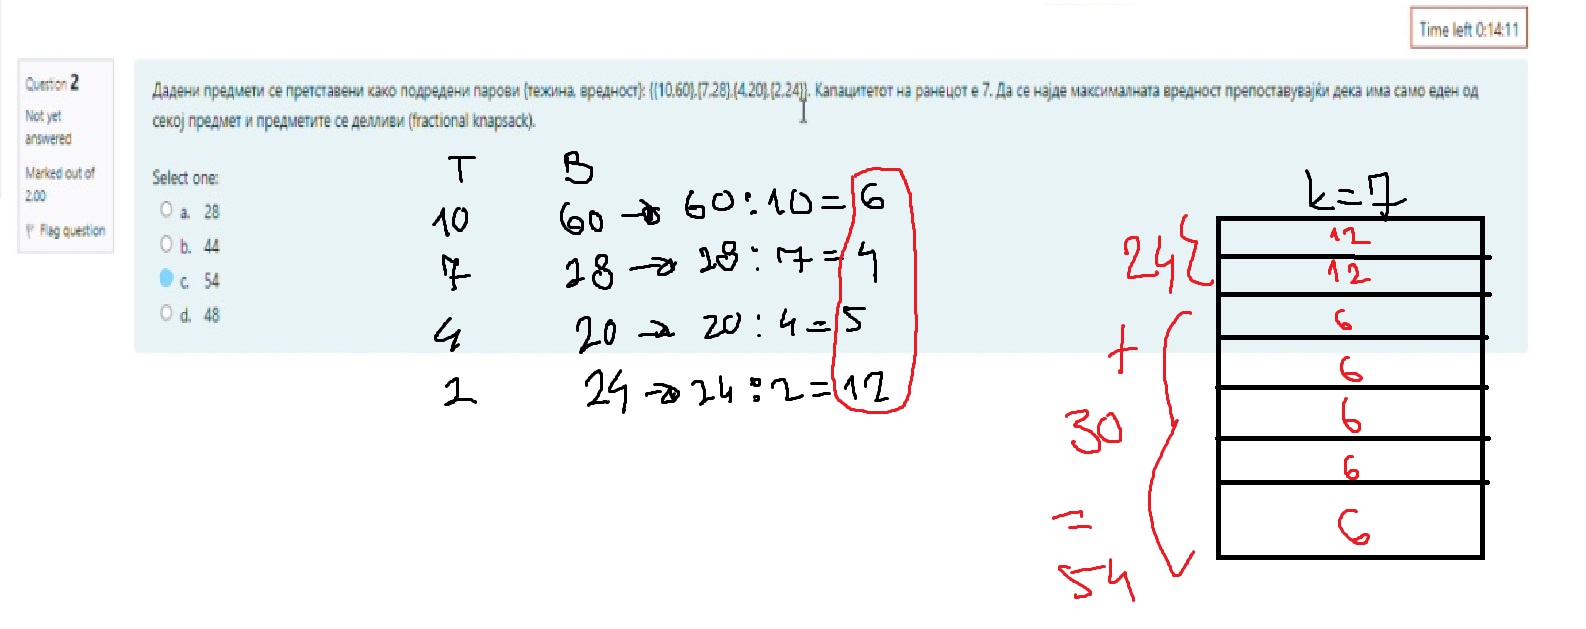 Time left 0:14:11
Question 2
Not yet
answered
Marked out of
2.00
Flag question
Дадени предмети се претставени како подредени парови {тежина, вредност}: {{10,60},{7,28},{4,20},{2,24}}. Капацитетот на ранецот е 7. Да се најде максималната вредност препоставувајќи дека има само еден од
секој предмет и предметите се делливи (fractional knapsack).
Select one:
a. 28
b. 44
c. 54
d. 48
T B
10 60 → 60:10=6
7 28 → 28:7=4
4 20 → 20:4=5
2 24 → 24:2=12
k=7
12
12
6
6
6
6
6
24{
+
30
=
54